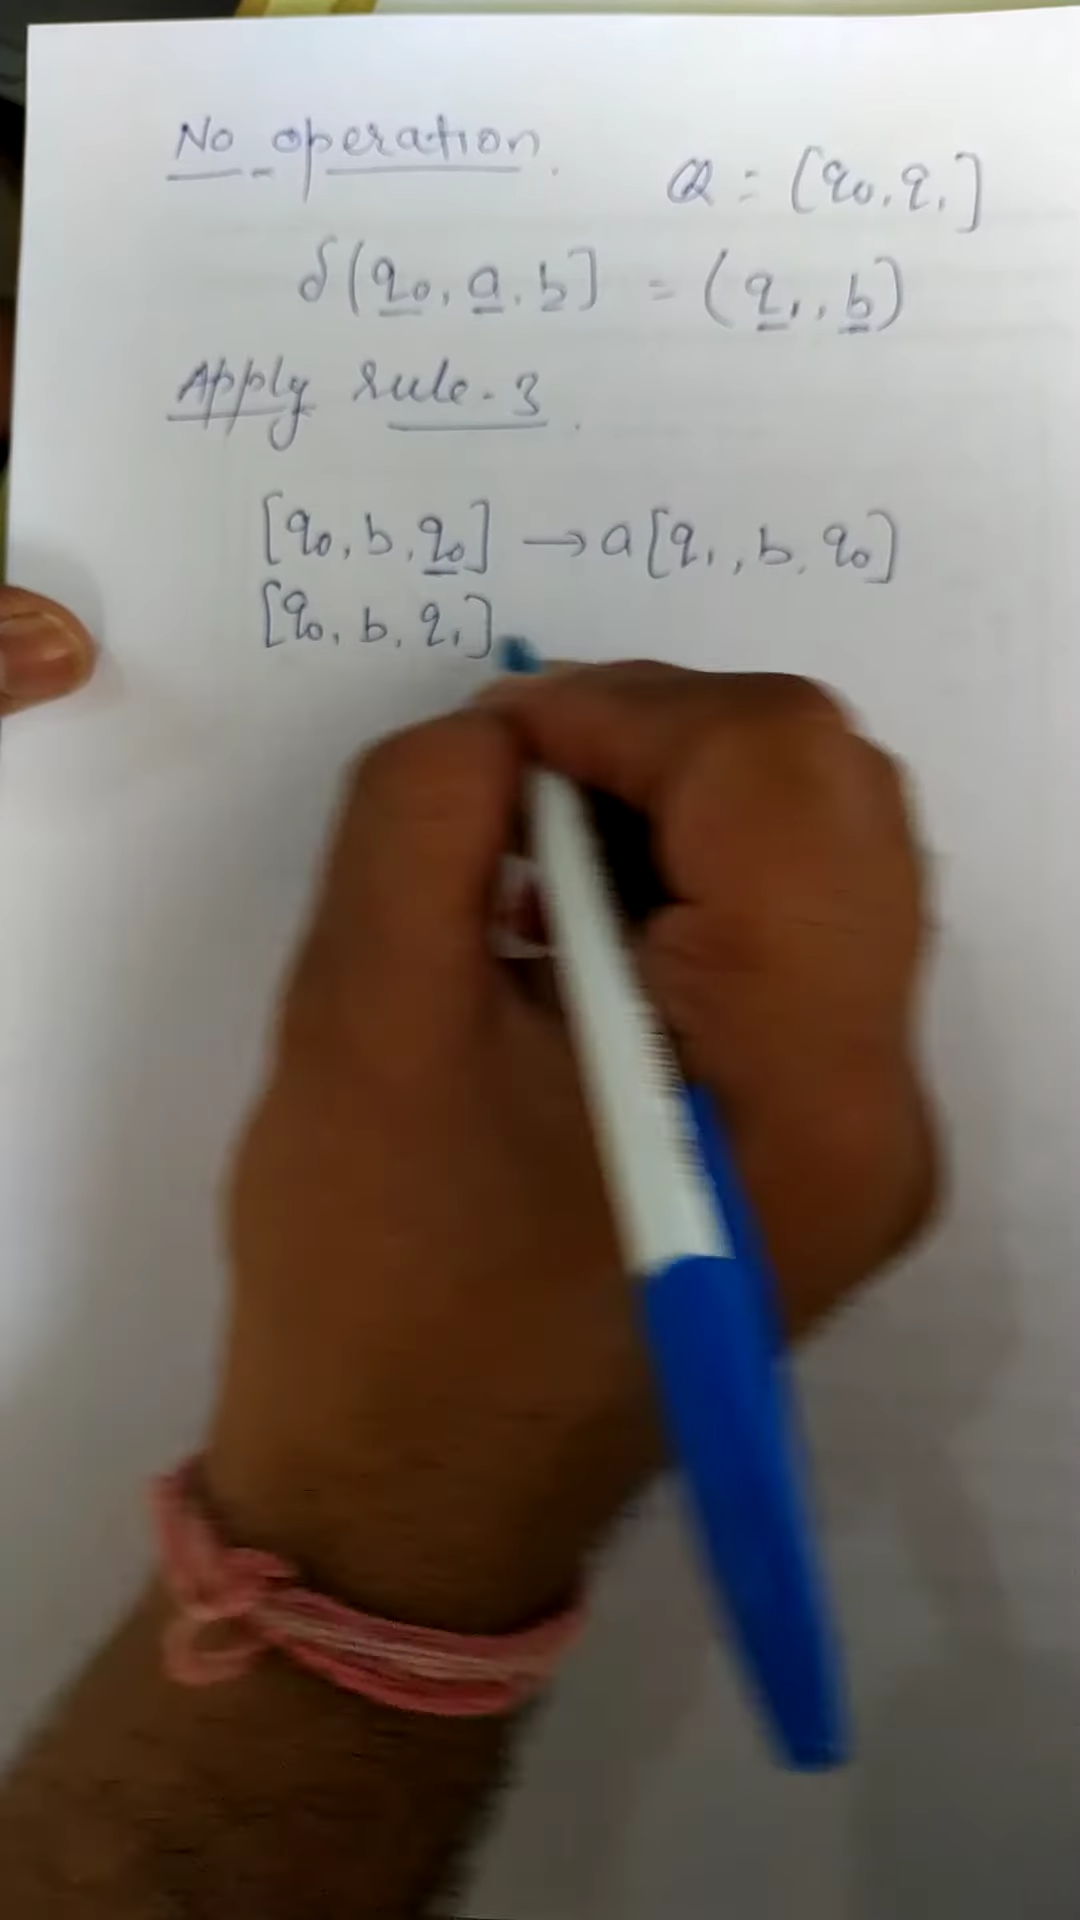 No operation.
Q = [q₀, q₁]
δ(q₀, a, b] = (q₁, b)
Apply rule-3.
[q₀, b, q₀] → a[q₁, b, q₀]
[q₀, b, q₁]